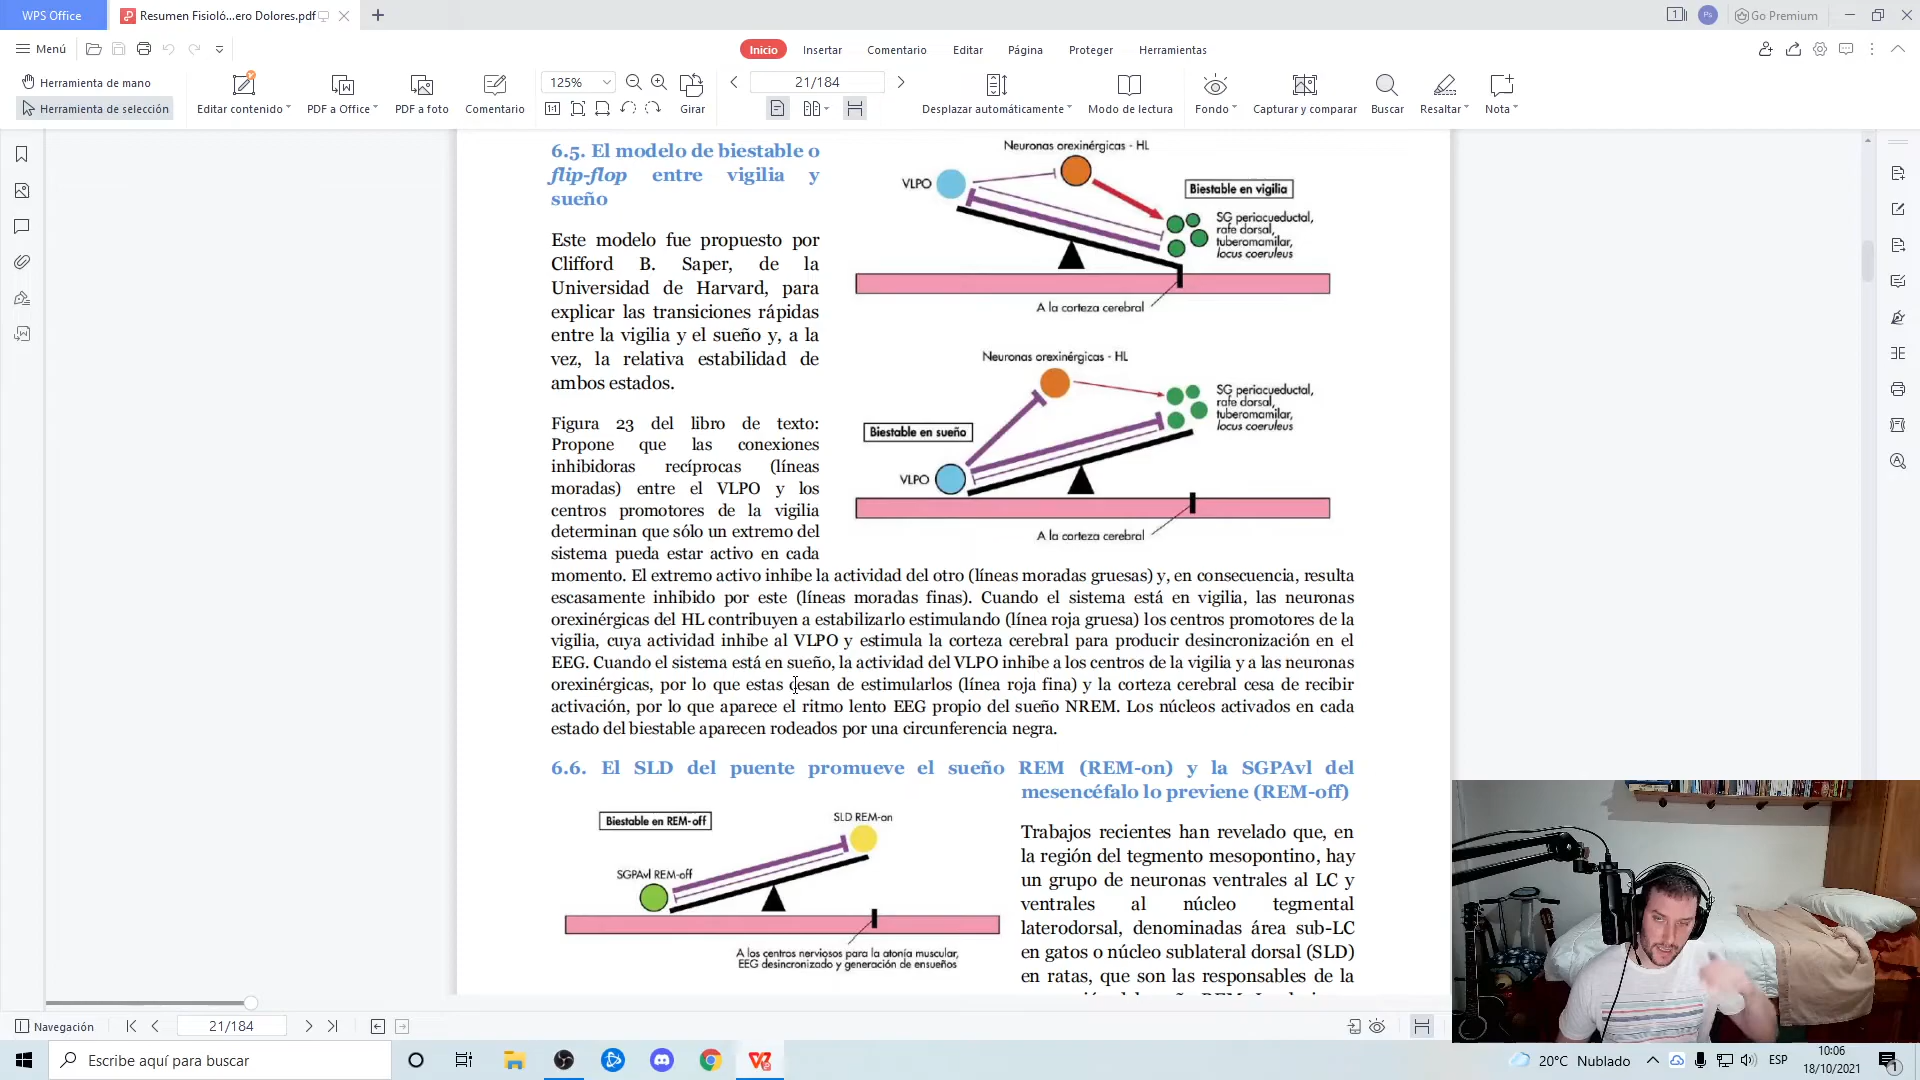 WPS Office
Resumen Fisioló...ero Dolores.pdf
1
Ps
Go Premium
Menú
Inicio
Insertar
Comentario
Editar
Página
Proteger
Herramientas
Herramienta de mano
Herramienta de selección
Editar contenido
PDF a Office
PDF a foto
Comentario
125%
Girar
21/184
Desplazar automáticamente
Modo de lectura
Fondo
Capturar y comparar
Buscar
Resaltar
Nota
6.5. El modelo de biestable o
flip-flop entre vigilia y
sueño
Este modelo fue propuesto por
Clifford B. Saper, de la
Universidad de Harvard, para
explicar las transiciones rápidas
entre la vigilia y el sueño y, a la
vez, la relativa estabilidad de
ambos estados.
Neuronas orexinérgicas - HL
VLPO
Biestable en vigilia
SG periacueductal,
rafe dorsal,
tuberomamilar,
locus coeruleus
A la corteza cerebral
Neuronas orexinérgicas - HL
SG periacueductal,
rafe dorsal,
tuberomamilar,
locus coeruleus
Biestable en sueño
VLPO
A la corteza cerebral
Figura 23 del libro de texto:
Propone que las conexiones
inhibidoras recíprocas (líneas
moradas) entre el VLPO y los
centros promotores de la vigilia
determinan que sólo un extremo del
sistema pueda estar activo en cada
momento. El extremo activo inhibe la actividad del otro (líneas moradas gruesas) y, en consecuencia, resulta
escasamente inhibido por este (líneas moradas finas). Cuando el sistema está en vigilia, las neuronas
orexinérgicas del HL contribuyen a estabilizarlo estimulando (línea roja gruesa) los centros promotores de la
vigilia, cuya actividad inhibe al VLPO y estimula la corteza cerebral para producir desincronización en el
EEG. Cuando el sistema está en sueño, la actividad del VLPO inhibe a los centros de la vigilia y a las neuronas
orexinérgicas, por lo que estas cesan de estimularlos (línea roja fina) y la corteza cerebral cesa de recibir
activación, por lo que aparece el ritmo lento EEG propio del sueño NREM. Los núcleos activados en cada
estado del biestable aparecen rodeados por una circunferencia negra.
6.6. El SLD del puente promueve el sueño REM (REM-on) y la SGPAvl del
mesencéfalo lo previene (REM-off)
Biestable en REM-off
SLD REM-on
SGPAvl REM-off
A los centros nerviosos para la atonía muscular,
EEG desincronizado y generación de ensueños
Trabajos recientes han revelado que, en
la región del tegmento mesopontino, hay
un grupo de neuronas ventrales al LC y
ventrales al núcleo tegmental
laterodorsal, denominadas área sub-LC
en gatos o núcleo sublateral dorsal (SLD)
en ratas, que son las responsables de la
Navegación
21/184
Escribe aquí para buscar
20°C Nublado
ESP
10:06
18/10/2021
1